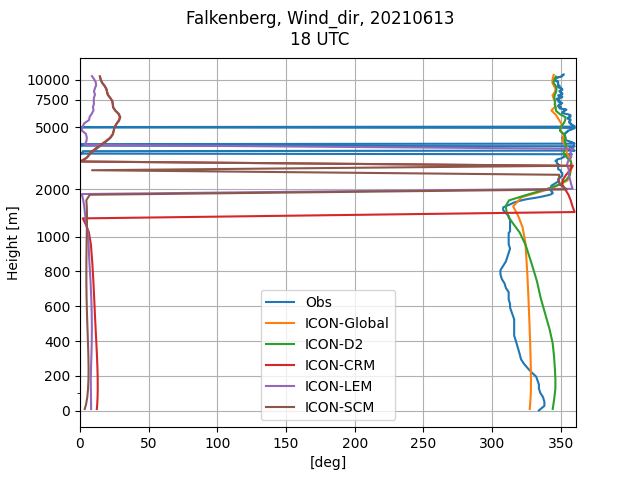 Falkenberg, Wind_dir, 20210613
18 UTC
10000
7500
5000
2000
1000
800
600
400
200
0
Height [m]
Obs
ICON-Global
ICON-D2
ICON-CRM
ICON-LEM
ICON-SCM
0 50 100 150 200 250 300 350
[deg]